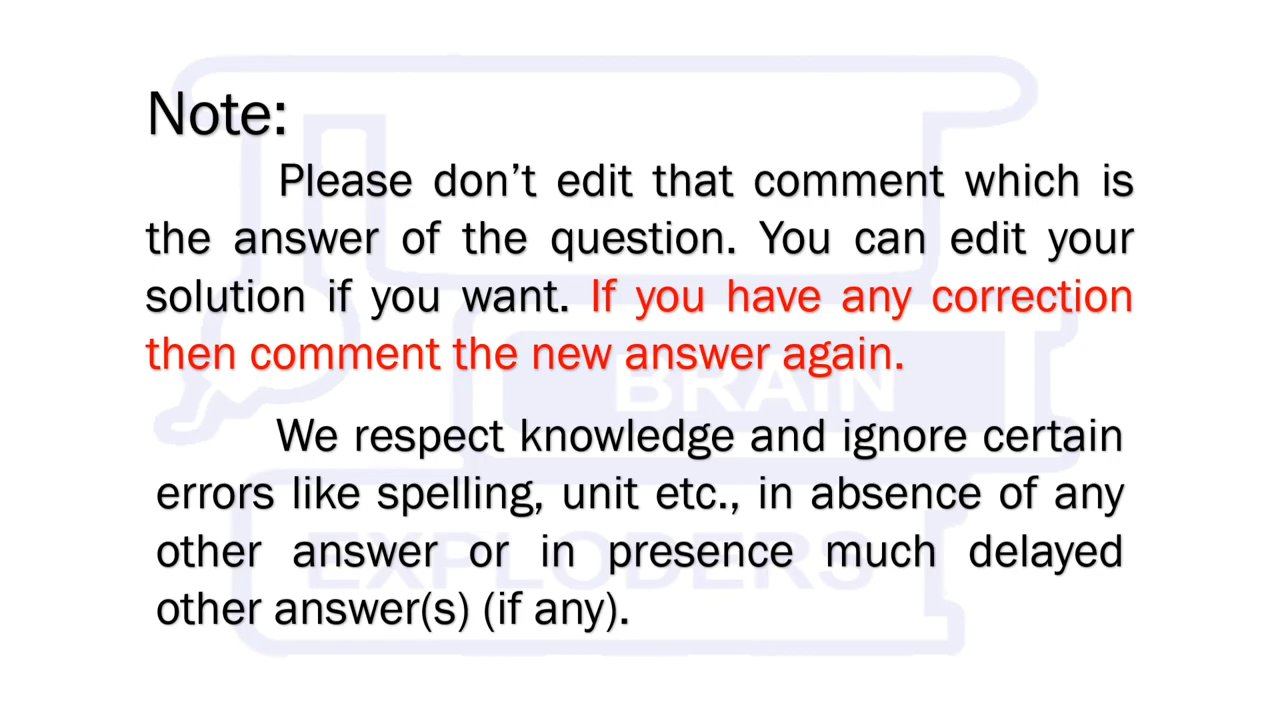 Note:
Please don’t edit that comment which is
the answer of the question. You can edit your
solution if you want. If you have any correction
then comment the new answer again.
BRAIN
We respect knowledge and ignore certain
errors like spelling, unit etc., in absence of any
other answer or in presence much delayed
EXPLODERS
other answer(s) (if any).